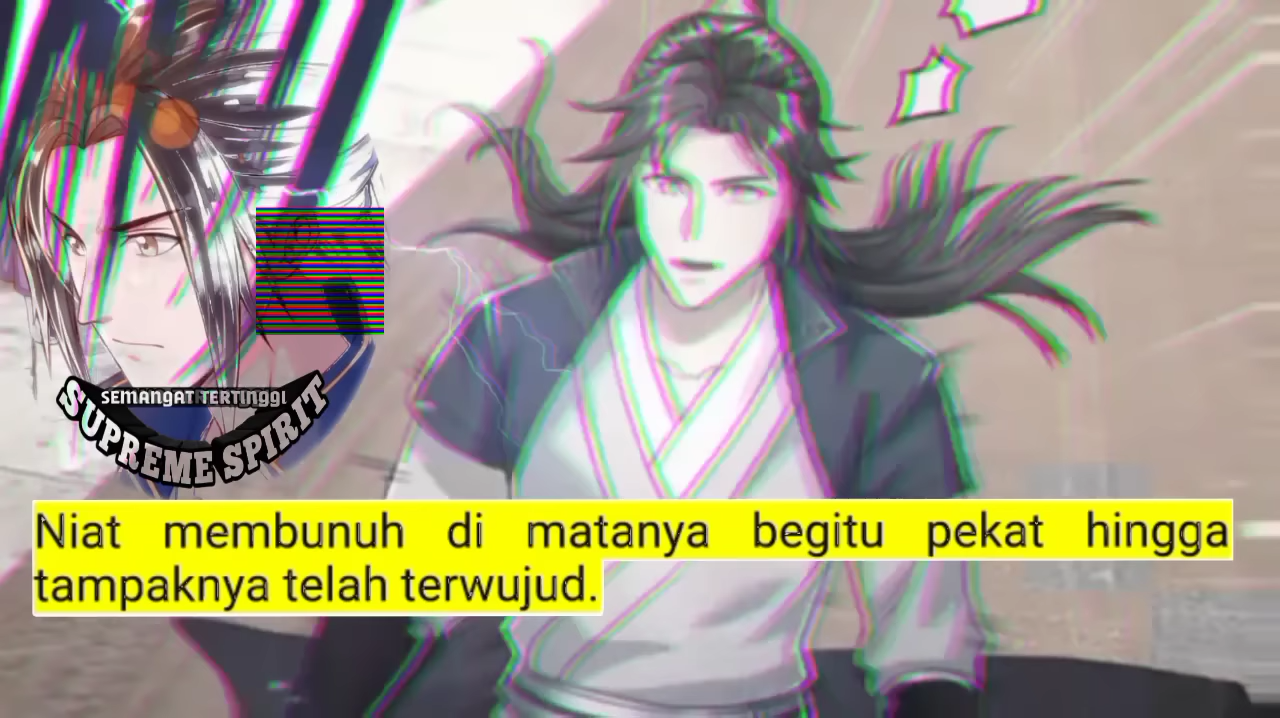 SEMANGAT TERTINGGI
SUPREME SPIRIT
Niat membunuh di matanya begitu pekat hingga
tampaknya telah terwujud.